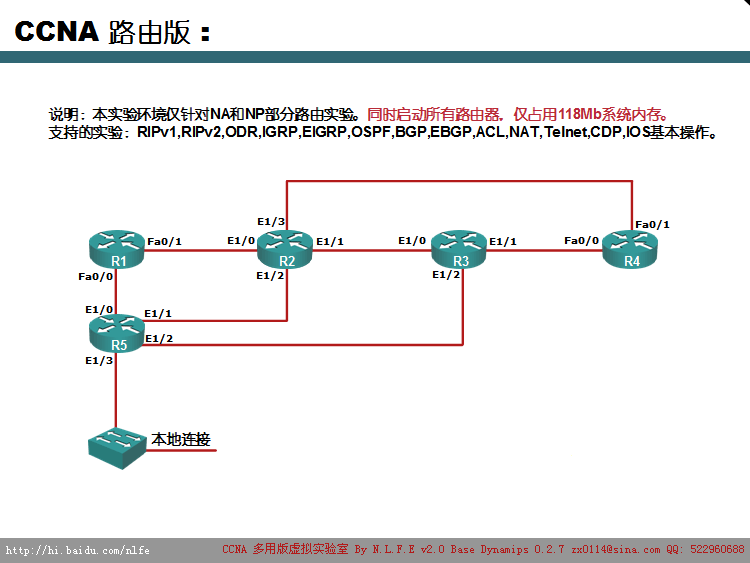 CCNA 路由版：
说明：本实验环境仅针对NA和NP部分路由实验。同时启动所有路由器，仅占用118Mb系统内存。
支持的实验：RIPv1,RIPv2,ODR,IGRP,EIGRP,OSPF,BGP,EBGP,ACL,NAT,Telnet,CDP,IOS基本操作。
E1/3
Fa0/1
Fa0/1
E1/0
E1/1
E1/0
E1/1
Fa0/0
R1
R2
R3
R4
Fa0/0
E1/2
E1/2
E1/0
E1/1
R5
E1/2
E1/3
本地连接
http://hi.baidu.com/nlfe
CCNA 多用版虚拟实验室 By N.L.F.E v2.0 Base Dynamips 0.2.7 zx0114@sina.com QQ: 522960688